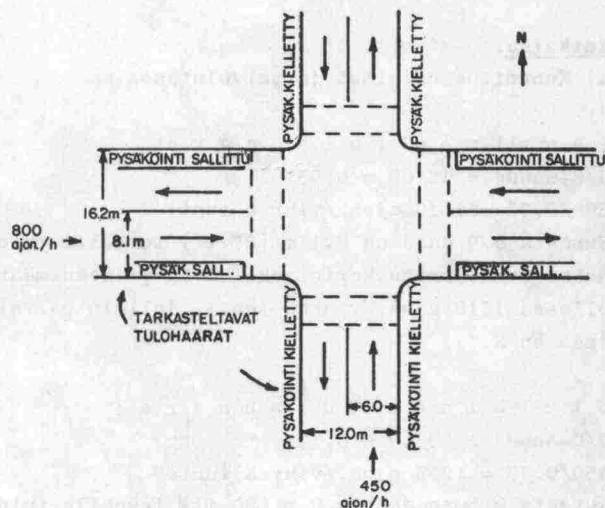 PYSÄK.KIELLETTY
PYSÄK. KIELLETTY
N
PYSÄKÖINTI SALLITTU
PYSÄKÖINTI SALLITTU
16.2m
8.1m
800
ajon./h
PYSÄK. SALL.
PYSÄK. SALL.
TARKASTELTAVAT
TULOHAARAT
PYSÄKÖINTI KIELLETTY
PYSÄKÖINTI KIELLETTY
6.0
12.0m
450
ajon/h